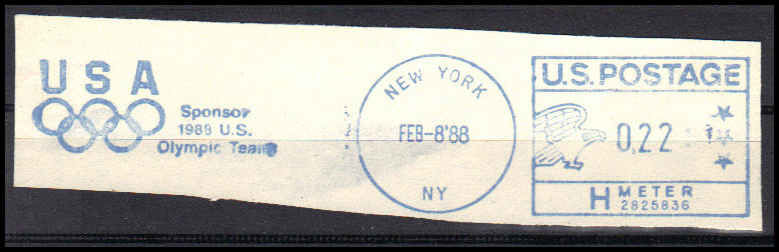 USA
Sponsor
1988 U.S.
Olympic Team
NEW YORK
FEB-8'88
NY
U.S. POSTAGE
0.22
H METER
2825836